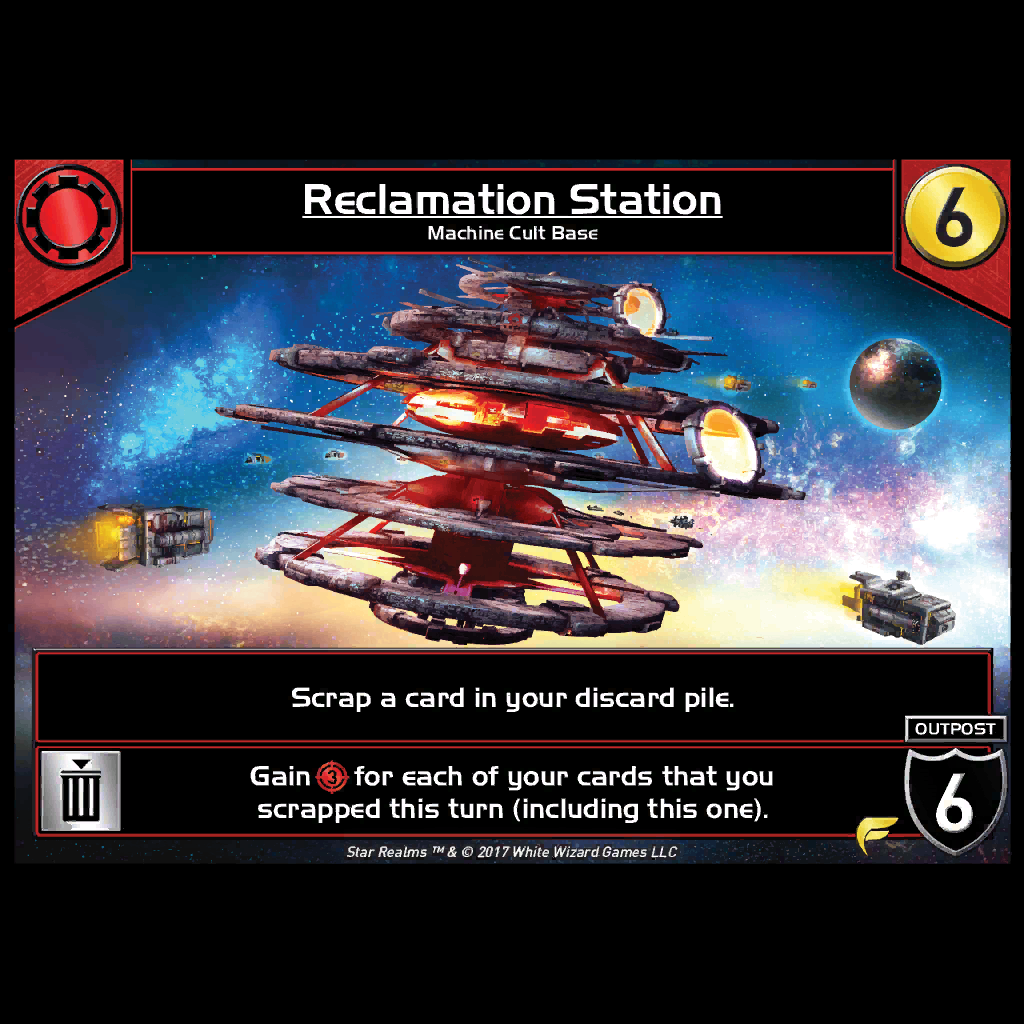 Reclamation Station
Machine Cult Base
6
Scrap a card in your discard pile.
OUTPOST
6
Gain 3 for each of your cards that you
scrapped this turn (including this one).
Star Realms ™ & © 2017 White Wizard Games LLC